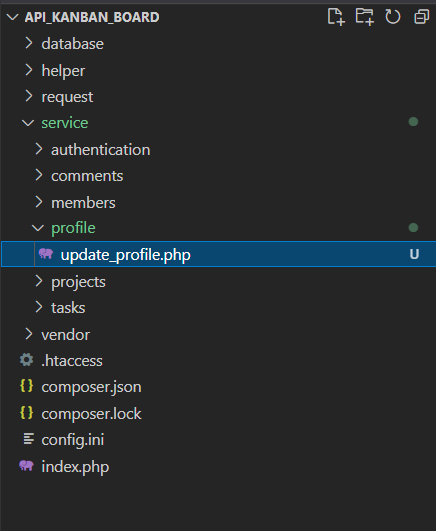 API_KANBAN_BOARD
database
helper
request
service
authentication
comments
members
profile
update_profile.php U
projects
tasks
vendor
.htaccess
{} composer.json
{} composer.lock
config.ini
index.php